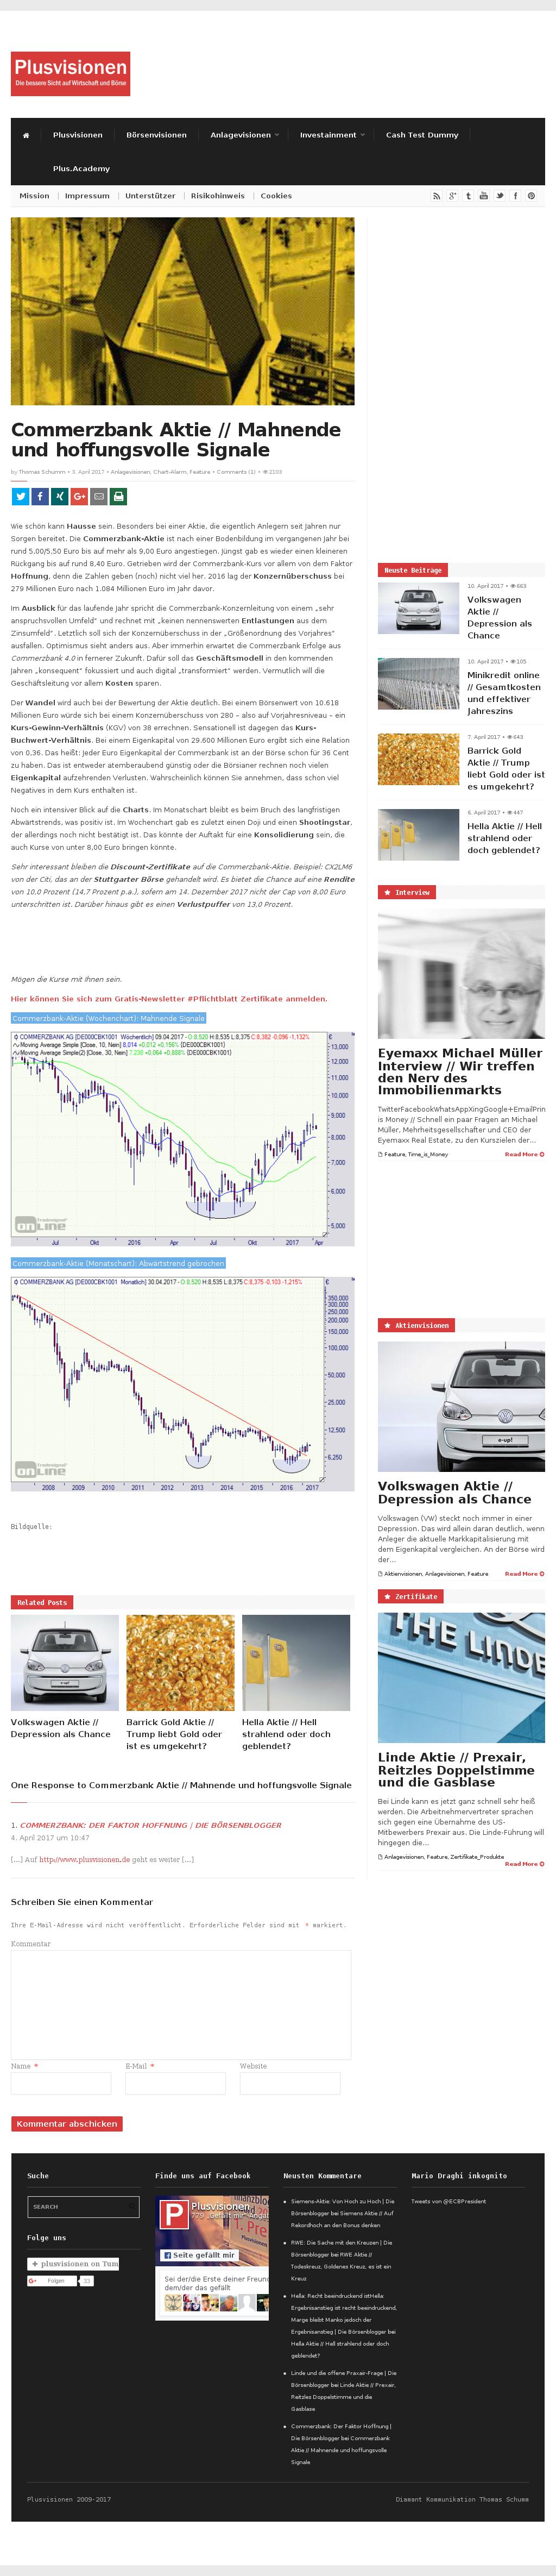 Plusvisionen
Die bessere Sicht auf Wirtschaft und Börse
Plusvisionen
Börsenvisionen
Anlagevisionen
Investainment
Cash Test Dummy
Plus.Academy
Mission
Impressum
Unterstützer
Risikohinweis
Cookies
Commerzbank Aktie // Mahnende
und hoffungsvolle Signale
by Thomas Schumm • 3. April 2017 • Anlagevisionen, Chart-Alarm, Feature • Comments (1) • 2103
Wie schön kann Hausse sein. Besonders bei einer Aktie, die eigentlich Anlegern seit Jahren nur
Sorgen bereitet. Die Commerzbank-Aktie ist nach einer Bodenbildung im vergangenen Jahr bei
rund 5,00/5,50 Euro bis auf mehr als 9,00 Euro angestiegen. Jüngst gab es wieder einen kleineren
Rückgang bis auf rund 8,40 Euro. Getrieben wird der Commerzbank-Kurs vor allem von dem Faktor
Hoffnung, denn die Zahlen geben (noch) nicht viel her. 2016 lag der Konzernüberschuss bei
279 Millionen Euro nach 1.084 Millionen Euro im Jahr davor.
Im Ausblick für das laufende Jahr spricht die Commerzbank-Konzernleitung von einem „sehr
anspruchsvollen Umfeld“ und rechnet mit „keinen nennenswerten Entlastungen aus dem
Zinsumfeld“. Letztlich soll sich anders aus der Konzernüberschuss in der „Größenordnung des Vorjahres“
ausfallen. Optimismus sieht anders aus. Aber immerhin erwartet die Commerzbank Erfolge aus
Commerzbank 4.0 in fernerer Zukunft. Dafür soll das Geschäftsmodell in den kommenden
Jahren „konsequent“ fokussiert und auch digital „transformiert“ werden. Vermutlich will die
Geschäftsleitung vor allem Kosten sparen.
Der Wandel wird auch bei der Bewertung der Aktie deutlich. Bei einem Börsenwert von 10.618
Millionen Euro würde sich bei einem Konzernüberschuss von 280 – also auf Vorjahresniveau – ein
Kurs-Gewinn-Verhältnis (KGV) von 38 errechnen. Sensationell ist dagegen das Kurs-
Buchwert-Verhältnis. Bei einem Eigenkapital von 29.600 Millionen Euro ergibt sich eine Relation
von 0,36. Das heißt: Jeder Euro Eigenkapital der Commerzbank ist an der Börse schon für 36 Cent
zu haben. Das ist entweder atemberaubend günstig oder die Börsianer rechnen noch vielen
Eigenkapital aufzehrenden Verlusten. Wahrscheinlich können Sie annehmen, dass schon viel
Negatives in dem Kurs enthalten ist.
Noch ein intensiver Blick auf die Charts. Im Monatschart bleibt es beim Bruch des langfristigen
Abwärtstrends, was positiv ist. Im Wochenchart gab es zuletzt einen Doji und einen Shootingstar,
der allerdings noch nicht bestätigt ist. Das könnte der Auftakt für eine Konsolidierung sein, die
auch Kurse von unter 8,00 Euro bringen könnte.
Sehr interessant bleiben die Discount-Zertifikate auf die Commerzbank-Aktie. Beispiel: CX2LM6
von der Citi, das an der Stuttgarter Börse gehandelt wird. Es bietet die Chance auf eine Rendite
von 10,0 Prozent (14,7 Prozent p.a.), sofern am 14. Dezember 2017 nicht der Cap von 8,00 Euro
unterschritten ist. Darüber hinaus gibt es einen Verlustpuffer von 13,0 Prozent.
Mögen die Kurse mit Ihnen sein.
Hier können Sie sich zum Gratis-Newsletter #Pflichtblatt Zertifikate anmelden.
Commerzbank-Aktie (Wochenchart): Mahnende Signale
COMMERZBANK AG [DE000CBK1001 Wöchentlich] 09.04.2017 - O:8,520 H:8,535 L:8,375 C:8,382 -0,096 -1,132%
Moving Average Simple [10, Close, 10, Nein] 8,014 +0,012 +0,156% (DE000CBK1001)
Moving Average Simple(2) [Close, 30, Nein] 7,230 +0,064 +0,888% (DE000CBK1001)
€
13,000
12,000
11,000
10,000
9,000
8,000
7,000
6,000
5,000
Tradesignal
ONLINE
Jul Okt 2016 Apr Jul Okt 2017 Apr
Commerzbank-Aktie (Monatschart): Abwärtstrend gebrochen
COMMERZBANK AG [DE000CBK1001 Monatlich] 30.04.2017 - O:8,520 H:8,535 L:8,375 C:8,375 -0,103 -1,215%
€
350,000
300,000
250,000
200,000
150,000
100,000
50,000
25,000
12,500
6,250
Tradesignal
ONLINE
2008 2009 2010 2011 2012 2013 2014 2015 2016 2017
Bildquelle:
Related Posts
Volkswagen Aktie //
Depression als Chance
Barrick Gold Aktie //
Trump liebt Gold oder
ist es umgekehrt?
Hella Aktie // Hell
strahlend oder doch
geblendet?
One Response to Commerzbank Aktie // Mahnende und hoffungsvolle Signale
1. COMMERZBANK: DER FAKTOR HOFFNUNG | DIE BÖRSENBLOGGER
4. April 2017 um 10:47
[…] Auf http://www.plusvisionen.de geht es weiter […]
Schreiben Sie einen Kommentar
Ihre E-Mail-Adresse wird nicht veröffentlicht. Erforderliche Felder sind mit * markiert.
Kommentar
Name *
E-Mail *
Website
Kommentar abschicken
Neuste Beiträge
10. April 2017 • 663
Volkswagen
Aktie //
Depression als
Chance
10. April 2017 • 105
Minikredit online
// Gesamtkosten
und effektiver
Jahreszins
7. April 2017 • 643
Barrick Gold
Aktie // Trump
liebt Gold oder ist
es umgekehrt?
6. April 2017 • 447
Hella Aktie // Hell
strahlend oder
doch geblendet?
Interview
Eyemaxx Michael Müller
Interview // Wir treffen
den Nerv des
Immobilienmarkts
TwitterFacebookWhatsAppXingGoogle+EmailPrin
is Money // Schnell ein paar Fragen an Michael
Müller, Mehrheitsgesellschafter und CEO der
Eyemaxx Real Estate, zu den Kurszielen der...
Feature, Time_is_Money
Read More
Aktienvisionen
e-up!
Volkswagen Aktie //
Depression als Chance
Volkswagen (VW) steckt noch immer in einer
Depression. Das wird allein daran deutlich, wenn
Anleger die aktuelle Marktkapitalisierung mit
dem Eigenkapital vergleichen. An der Börse wird
der...
Aktienvisionen, Anlagevisionen, Feature
Read More
Zertifikate
THE LINDE
Linde Aktie // Prexair,
Reitzles Doppelstimme
und die Gasblase
Bei Linde kann es jetzt ganz schnell sehr heiß
werden. Die Arbeitnehmervertreter sprachen
sich gegen eine Übernahme des US-
Mitbewerbers Prexair aus. Die Linde-Führung will
hingegen die...
Anlagevisionen, Feature, Zertifikate_Produkte
Read More
Suche
SEARCH
Folge uns
plusvisionen on Tum
Folgen
33
Finde uns auf Facebook
Plusvisionen
779 „Gefällt mir“-Angab
Seite gefällt mir
Sei der/die Erste deiner Freund
dem/der das gefällt
Neusten Kommentare
Siemens-Aktie: Von Hoch zu Hoch | Die
Börsenblogger bei Siemens Aktie // Auf
Rekordhoch an den Bonus denken
RWE: Die Sache mit den Kreuzen | Die
Börsenblogger bei RWE Aktie //
Todeskreuz, Goldenes Kreuz, es ist ein
Kreuz
Hella: Recht beeindruckend istHella:
Ergebnisanstieg ist recht beeindruckend,
Marge bleibt Manko jedoch der
Ergebnisanstieg | Die Börsenblogger bei
Hella Aktie // Hell strahlend oder doch
geblendet?
Linde und die offene Praxair-Frage | Die
Börsenblogger bei Linde Aktie // Prexair,
Reitzles Doppelstimme und die
Gasblase
Commerzbank: Der Faktor Hoffnung |
Die Börsenblogger bei Commerzbank
Aktie // Mahnende und hoffungsvolle
Signale
Mario Draghi inkognito
Tweets von @ECBPresident
Plusvisionen 2009-2017
Diamant Kommunikation Thomas Schumm